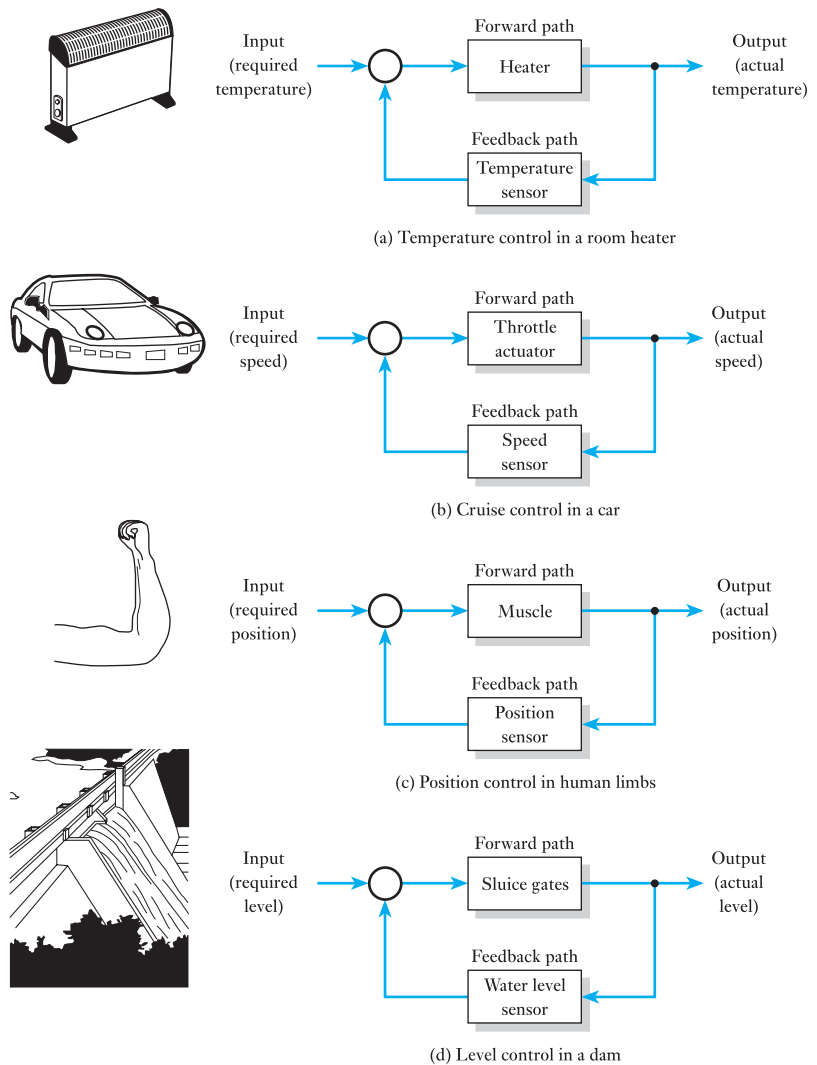 Forward path
Input
(required
temperature)
Heater
Output
(actual
temperature)
Feedback path
Temperature
sensor
(a) Temperature control in a room heater
Forward path
Input
(required
speed)
Throttle
actuator
Output
(actual
speed)
Feedback path
Speed
sensor
(b) Cruise control in a car
Forward path
Input
(required
position)
Muscle
Output
(actual
position)
Feedback path
Position
sensor
(c) Position control in human limbs
Forward path
Input
(required
level)
Sluice gates
Output
(actual
level)
Feedback path
Water level
sensor
(d) Level control in a dam